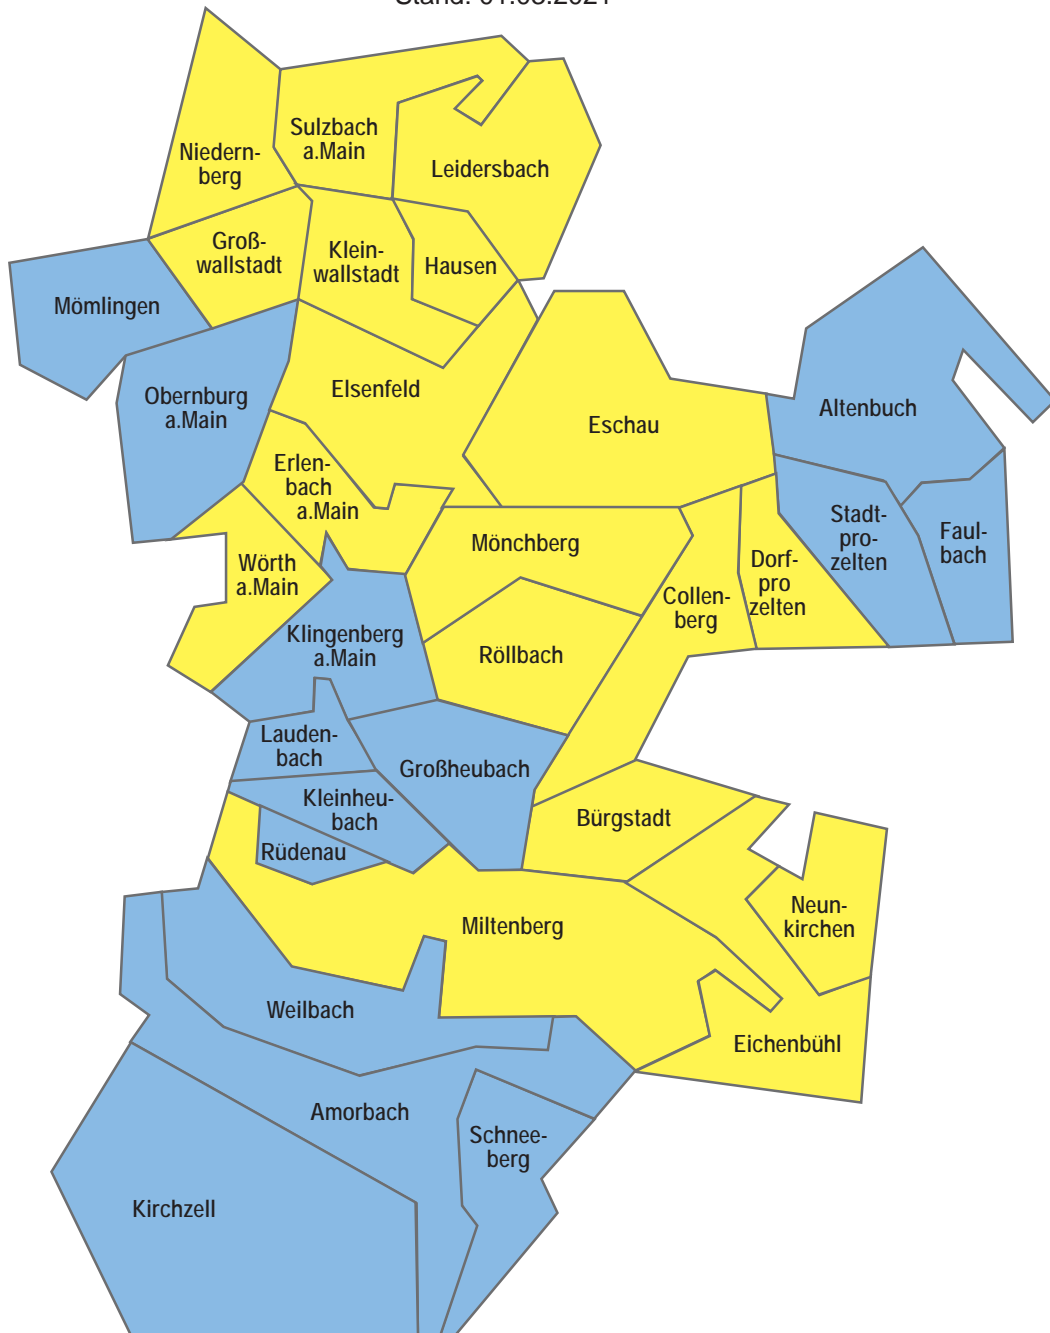 Sulzbach
a.Main
Niedern-
berg
Leidersbach
Groß-
wallstadt
Klein-
wallstadt
Hausen
Mömlingen
Obernburg
a.Main
Elsenfeld
Eschau
Altenbuch
Erlen-
bach
a.Main
Mönchberg
Stadt-
pro-
zelten
Faul-
bach
Wörth
a.Main
Dorf-
pro
zelten
Collen-
berg
Klingenberg
a.Main
Röllbach
Lauden-
bach
Großheubach
Kleinheu-
bach
Bürgstadt
Rüdenau
Neun-
kirchen
Miltenberg
Weilbach
Eichenbühl
Amorbach
Schnee-
berg
Kirchzell